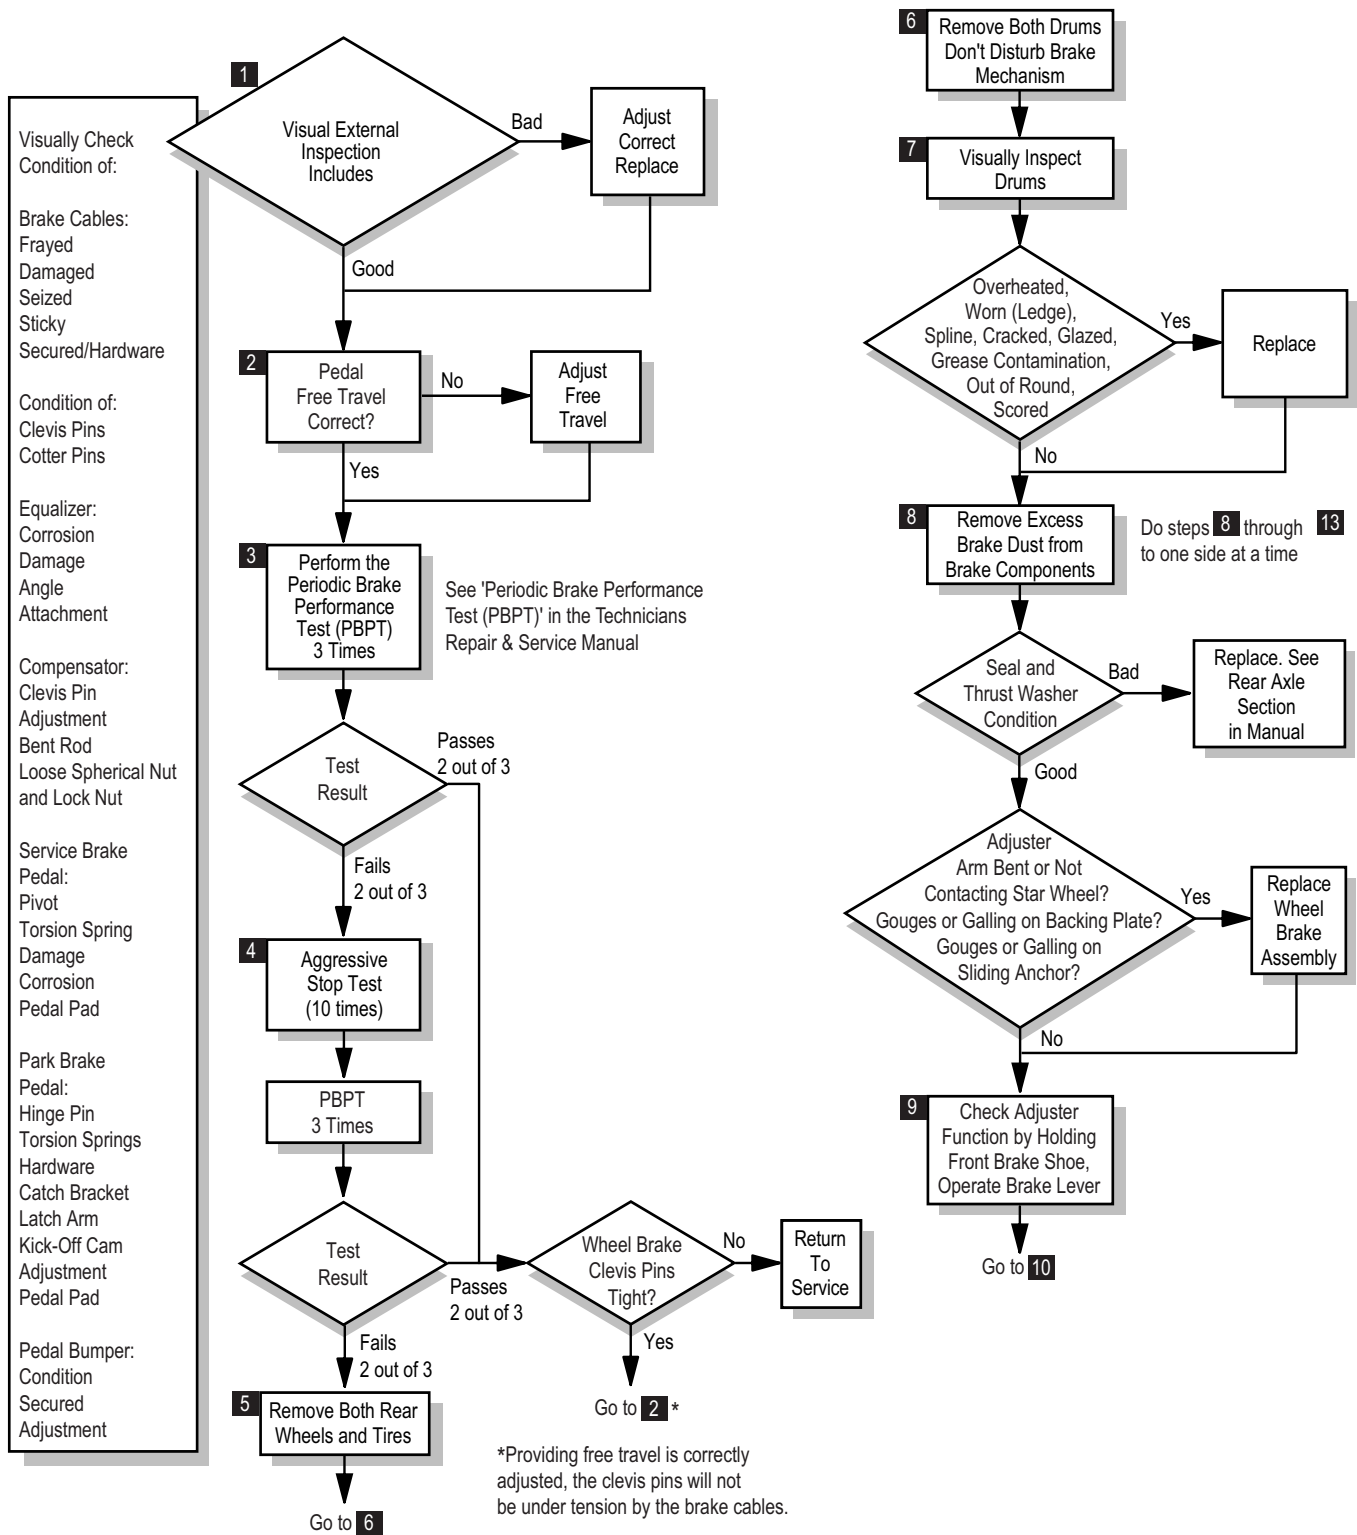 Visually Check
Condition of:
Brake Cables:
Frayed
Damaged
Seized
Sticky
Secured/Hardware
Condition of:
Clevis Pins
Cotter Pins
Equalizer:
Corrosion
Damage
Angle
Attachment
Compensator:
Clevis Pin
Adjustment
Bent Rod
Loose Spherical Nut
and Lock Nut
Service Brake
Pedal:
Pivot
Torsion Spring
Damage
Corrosion
Pedal Pad
Park Brake
Pedal:
Hinge Pin
Torsion Springs
Hardware
Catch Bracket
Latch Arm
Kick-Off Cam
Adjustment
Pedal Pad
Pedal Bumper:
Condition
Secured
Adjustment
1
Visual External
Inspection
Includes
Bad
Adjust
Correct
Replace
Good
2
Pedal
Free Travel
Correct?
No
Adjust
Free
Travel
Yes
3
Perform the
Periodic Brake
Performance
Test (PBPT)
3 Times
See 'Periodic Brake Performance
Test (PBPT)' in the Technicians
Repair & Service Manual
Test
Result
Passes
2 out of 3
Fails
2 out of 3
4
Aggressive
Stop Test
(10 times)
PBPT
3 Times
Test
Result
Passes
2 out of 3
Fails
2 out of 3
Wheel Brake
Clevis Pins
Tight?
No
Return
To
Service
Yes
Go to 2 *
*Providing free travel is correctly
adjusted, the clevis pins will not
be under tension by the brake cables.
5
Remove Both Rear
Wheels and Tires
Go to 6
6
Remove Both Drums
Don't Disturb Brake
Mechanism
7
Visually Inspect
Drums
Overheated,
Worn (Ledge),
Spline, Cracked, Glazed,
Grease Contamination,
Out of Round,
Scored
Yes
Replace
No
8
Remove Excess
Brake Dust from
Brake Components
Do steps 8 through 13
to one side at a time
Seal and
Thrust Washer
Condition
Bad
Replace. See
Rear Axle
Section
in Manual
Good
Adjuster
Arm Bent or Not
Contacting Star Wheel?
Gouges or Galling on Backing Plate?
Gouges or Galling on
Sliding Anchor?
Yes
Replace
Wheel
Brake
Assembly
No
9
Check Adjuster
Function by Holding
Front Brake Shoe,
Operate Brake Lever
Go to 10